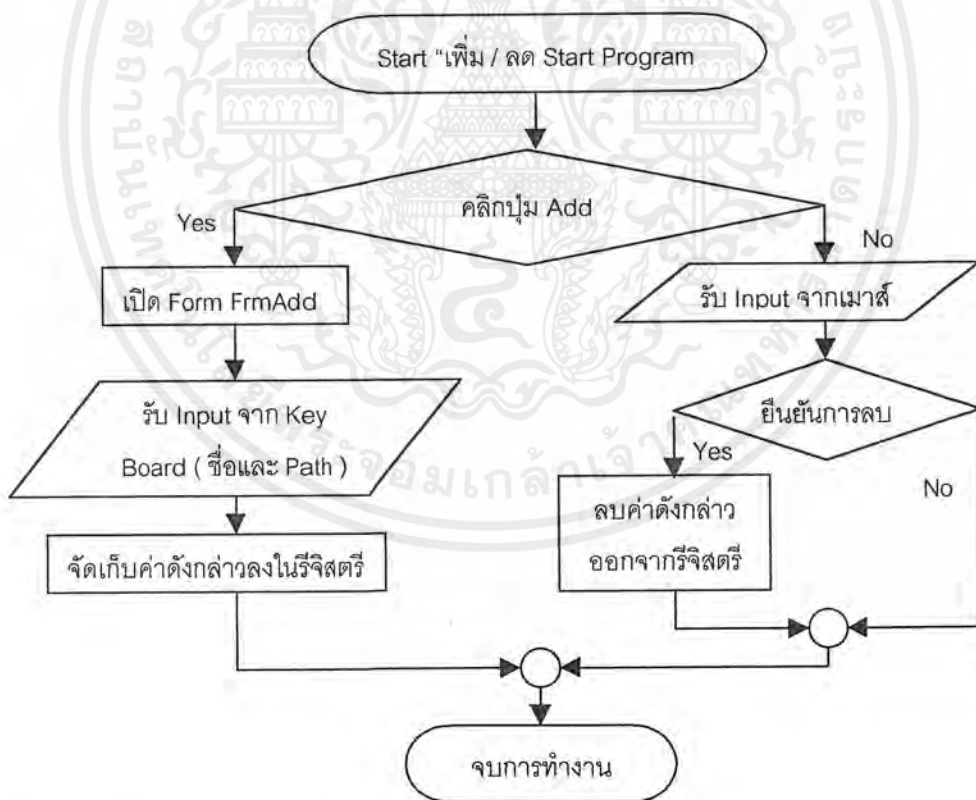 Start “เพิ่ม / ลด Start Program
คลิกปุ่ม Add
Yes
No
เปิด Form FrmAdd
รับ Input จากเมาส์
รับ Input จาก Key
Board ( ชื่อและ Path )
ยืนยันการลบ
Yes
No
ลบค่าดังกล่าว
ออกจากรีจิสตรี
จัดเก็บค่าดังกล่าวลงในรีจิสตรี
จบการทำงาน